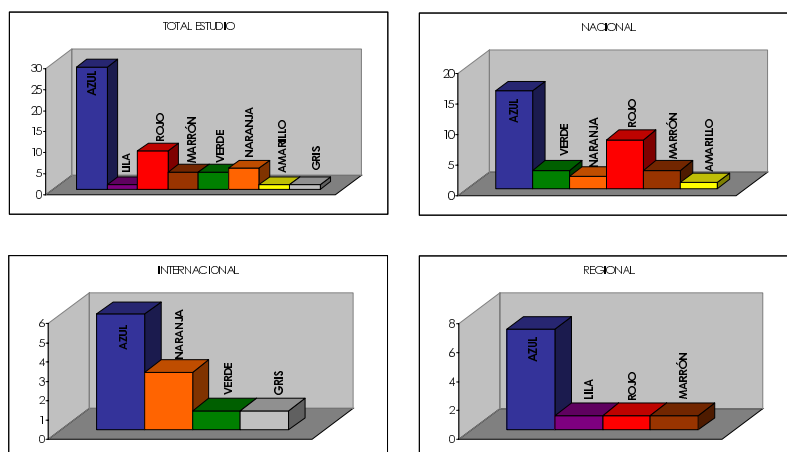 TOTAL ESTUDIO
30
25
20
15
10
5
0
AZUL
LILA
ROJO
MARRÓN
VERDE
NARANJA
AMARILLO
GRIS
NACIONAL
20
15
10
5
0
AZUL
VERDE
NARANJA
ROJO
MARRÓN
AMARILLO
INTERNACIONAL
6
5
4
3
2
1
0
AZUL
NARANJA
VERDE
GRIS
REGIONAL
8
6
4
2
0
AZUL
LILA
ROJO
MARRÓN